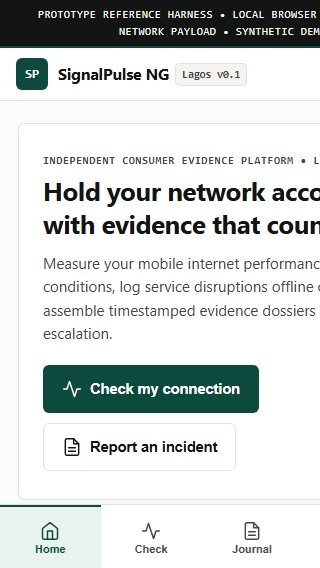 PROTOTYPE REFERENCE HARNESS • LOCAL BROWSER
NETWORK PAYLOAD • SYNTHETIC DEM
SP
SignalPulse NG
Lagos v0.1
INDEPENDENT CONSUMER EVIDENCE PLATFORM • L
Hold your network acco
with evidence that coun
Measure your mobile internet performanc
conditions, log service disruptions offline
assemble timestamped evidence dossiers
escalation.
Check my connection
Report an incident
Home
Check
Journal